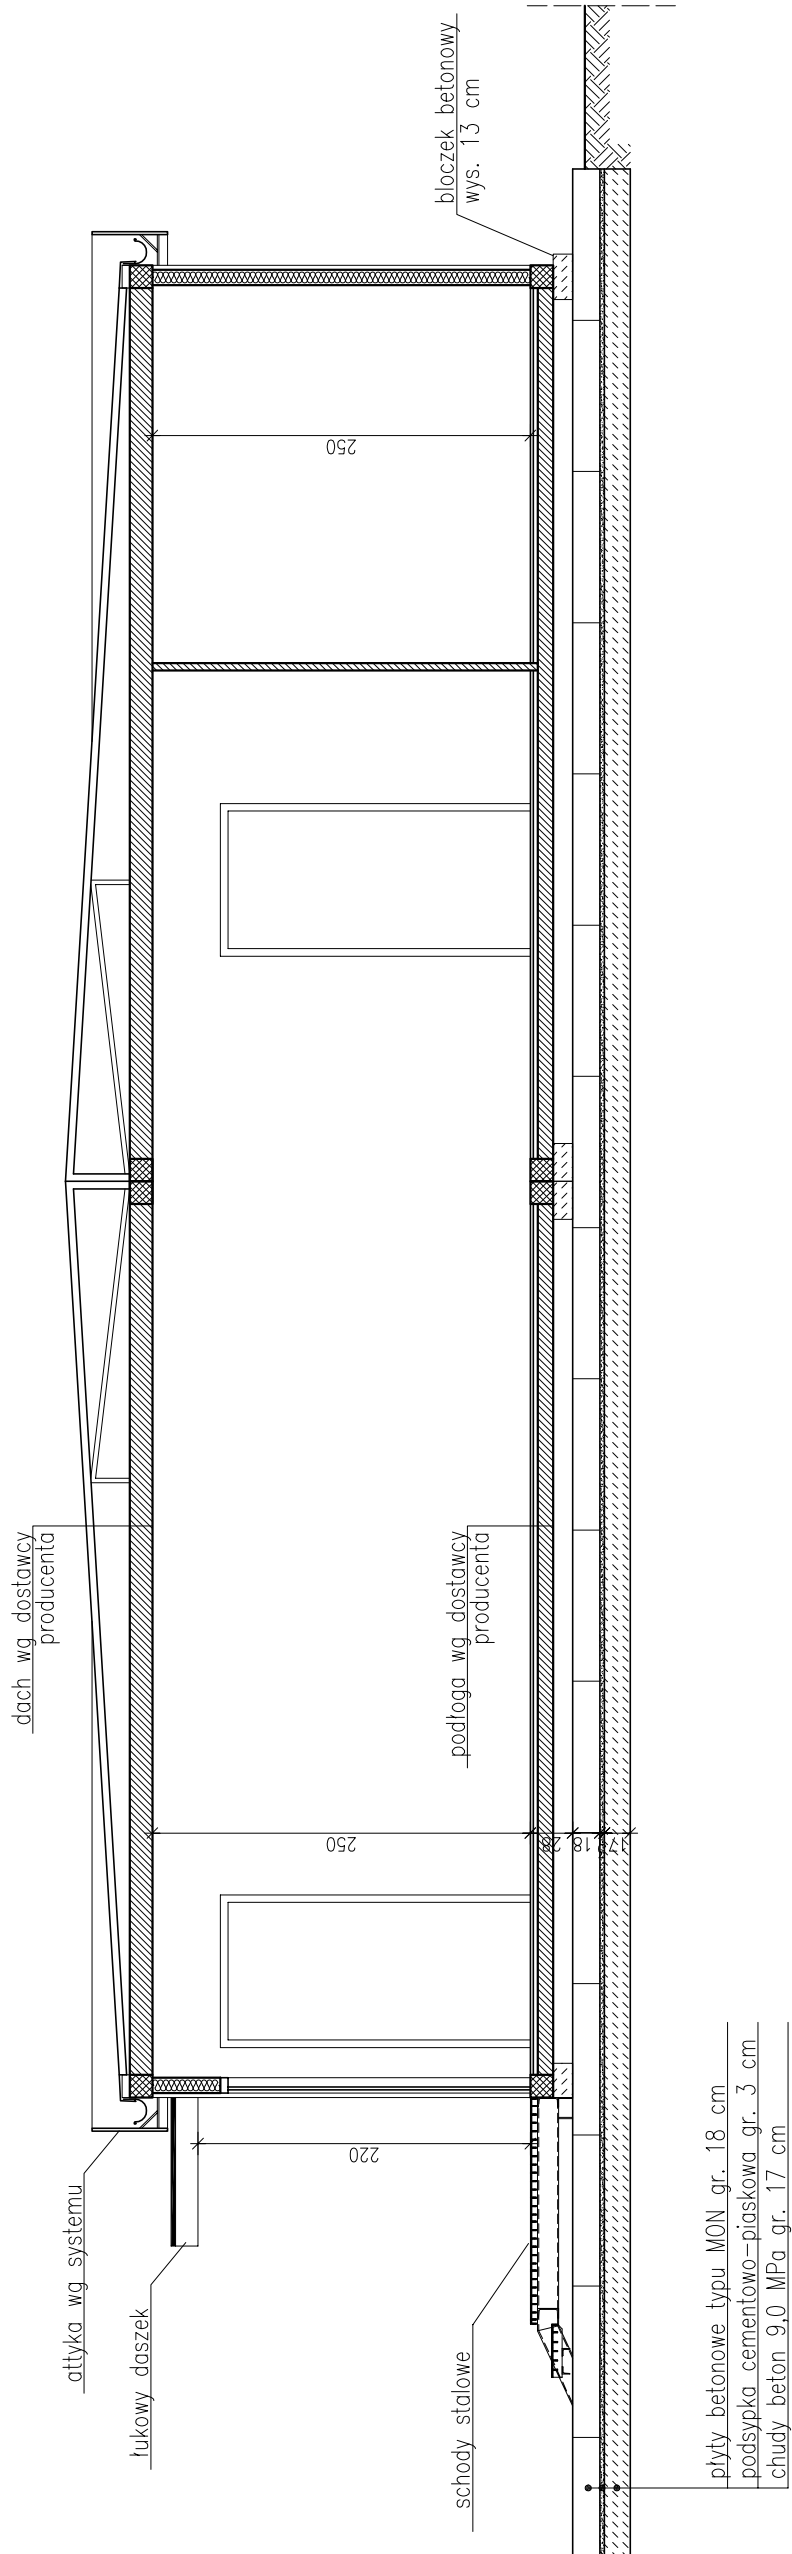 dach wg dostawcy
producenta
attyka wg systemu
łukowy daszek
250
250
220
bloczek betonowy
wys. 13 cm
podłoga wg dostawcy
producenta
schody stalowe
28
18
3
17
płyty betonowe typu MON gr. 18 cm
podsypka cementowo-piaskowa gr. 3 cm
chudy beton 9,0 MPa gr. 17 cm